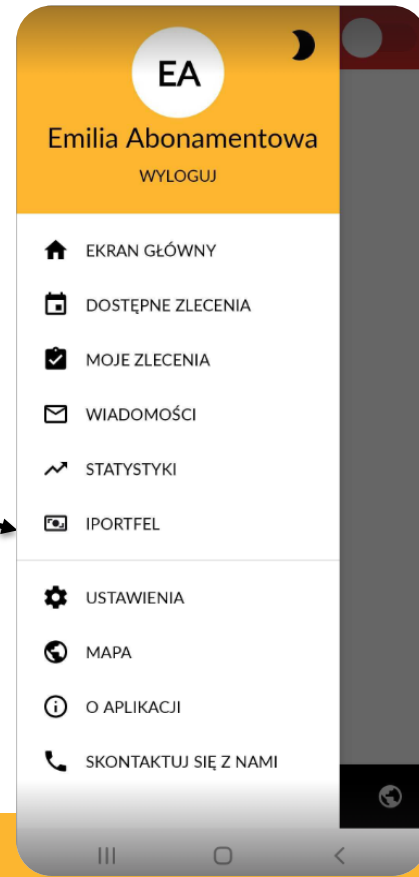 EA
Emilia Abonamentowa
WYLOGUJ
EKRAN GŁÓWNY
DOSTĘPNE ZLECENIA
MOJE ZLECENIA
WIADOMOŚCI
STATYSTYKI
IPORTFEL
USTAWIENIA
MAPA
O APLIKACJI
SKONTAKTUJ SIĘ Z NAMI